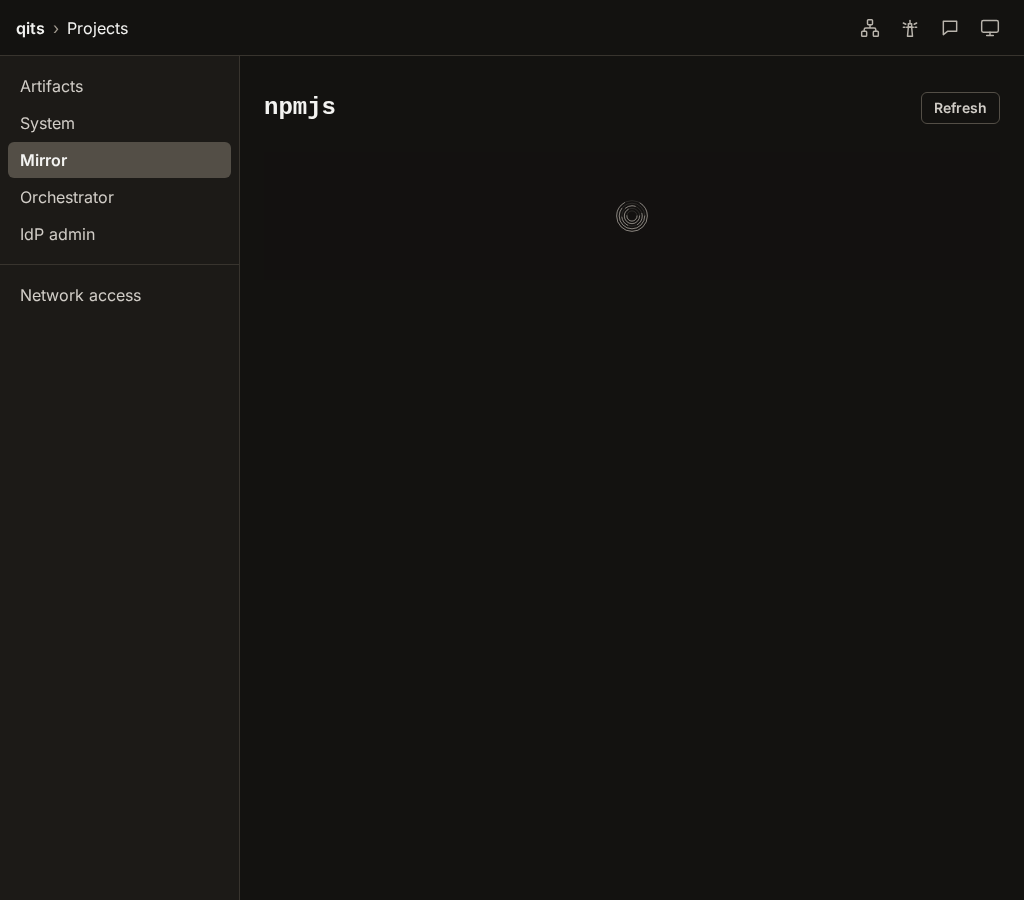 qits › Projects
Artifacts
System
Mirror
Orchestrator
IdP admin
Network access
npmjs
Refresh